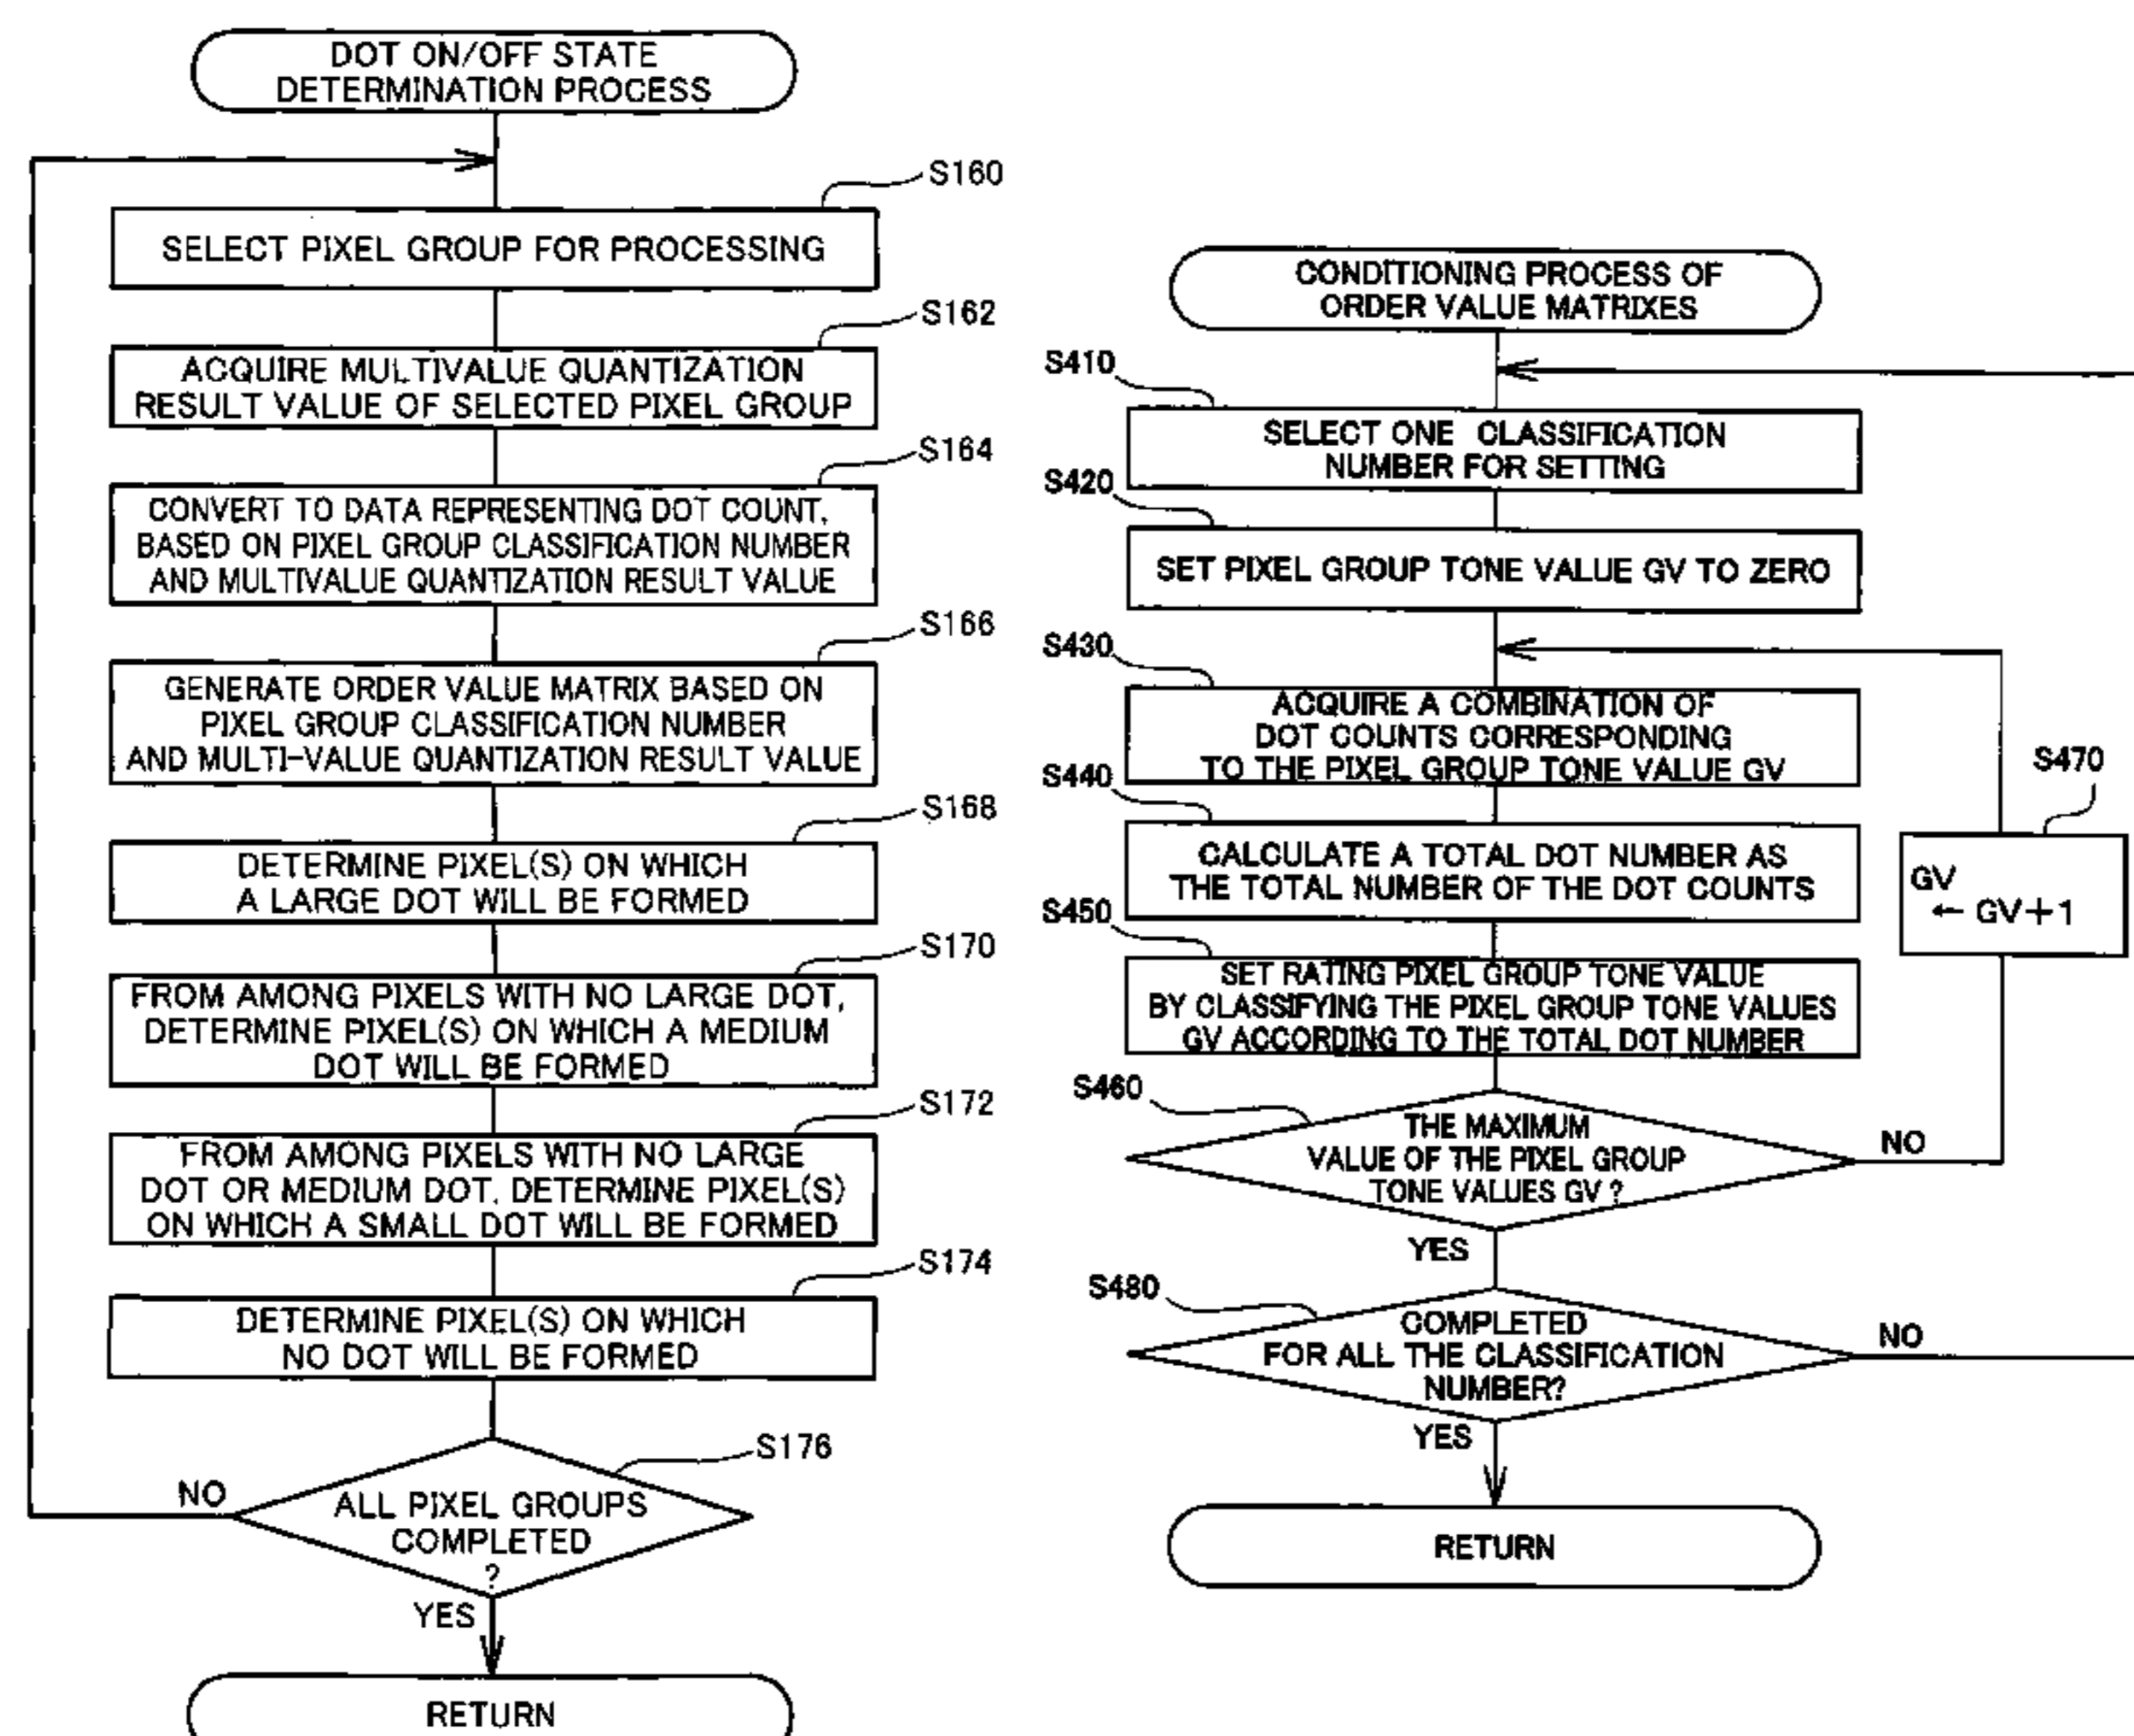 DOT ON/OFF STATE
DETERMINATION PROCESS
S160
SELECT PIXEL GROUP FOR PROCESSING
S162
ACQUIRE MULTIVALUE QUANTIZATION
RESULT VALUE OF SELECTED PIXEL GROUP
S164
CONVERT TO DATA REPRESENTING DOT COUNT,
BASED ON PIXEL GROUP CLASSIFICATION NUMBER
AND MULTIVALUE QUANTIZATION RESULT VALUE
S166
GENERATE ORDER VALUE MATRIX BASED ON
PIXEL GROUP CLASSIFICATION NUMBER
AND MULTI-VALUE QUANTIZATION RESULT VALUE
S168
DETERMINE PIXEL(S) ON WHICH
A LARGE DOT WILL BE FORMED
S170
FROM AMONG PIXELS WITH NO LARGE DOT,
DETERMINE PIXEL(S) ON WHICH A MEDIUM
DOT WILL BE FORMED
S172
FROM AMONG PIXELS WITH NO LARGE
DOT OR MEDIUM DOT, DETERMINE PIXEL(S)
ON WHICH A SMALL DOT WILL BE FORMED
S174
DETERMINE PIXEL(S) ON WHICH
NO DOT WILL BE FORMED
S176
NO
ALL PIXEL GROUPS
COMPLETED
?
YES
RETURN
CONDITIONING PROCESS OF
ORDER VALUE MATRIXES
S410
SELECT ONE CLASSIFICATION
NUMBER FOR SETTING
S420
SET PIXEL GROUP TONE VALUE GV TO ZERO
S430
ACQUIRE A COMBINATION OF
DOT COUNTS CORRESPONDING
TO THE PIXEL GROUP TONE VALUE GV
S440
CALCULATE A TOTAL DOT NUMBER AS
THE TOTAL NUMBER OF THE DOT COUNTS
S450
SET RATING PIXEL GROUP TONE VALUE
BY CLASSIFYING THE PIXEL GROUP TONE VALUES
GV ACCORDING TO THE TOTAL DOT NUMBER
S460
THE MAXIMUM
VALUE OF THE PIXEL GROUP
TONE VALUES GV ?
NO
YES
S470
GV
← GV+1
S480
COMPLETED
FOR ALL THE CLASSIFICATION
NUMBER?
NO
YES
RETURN